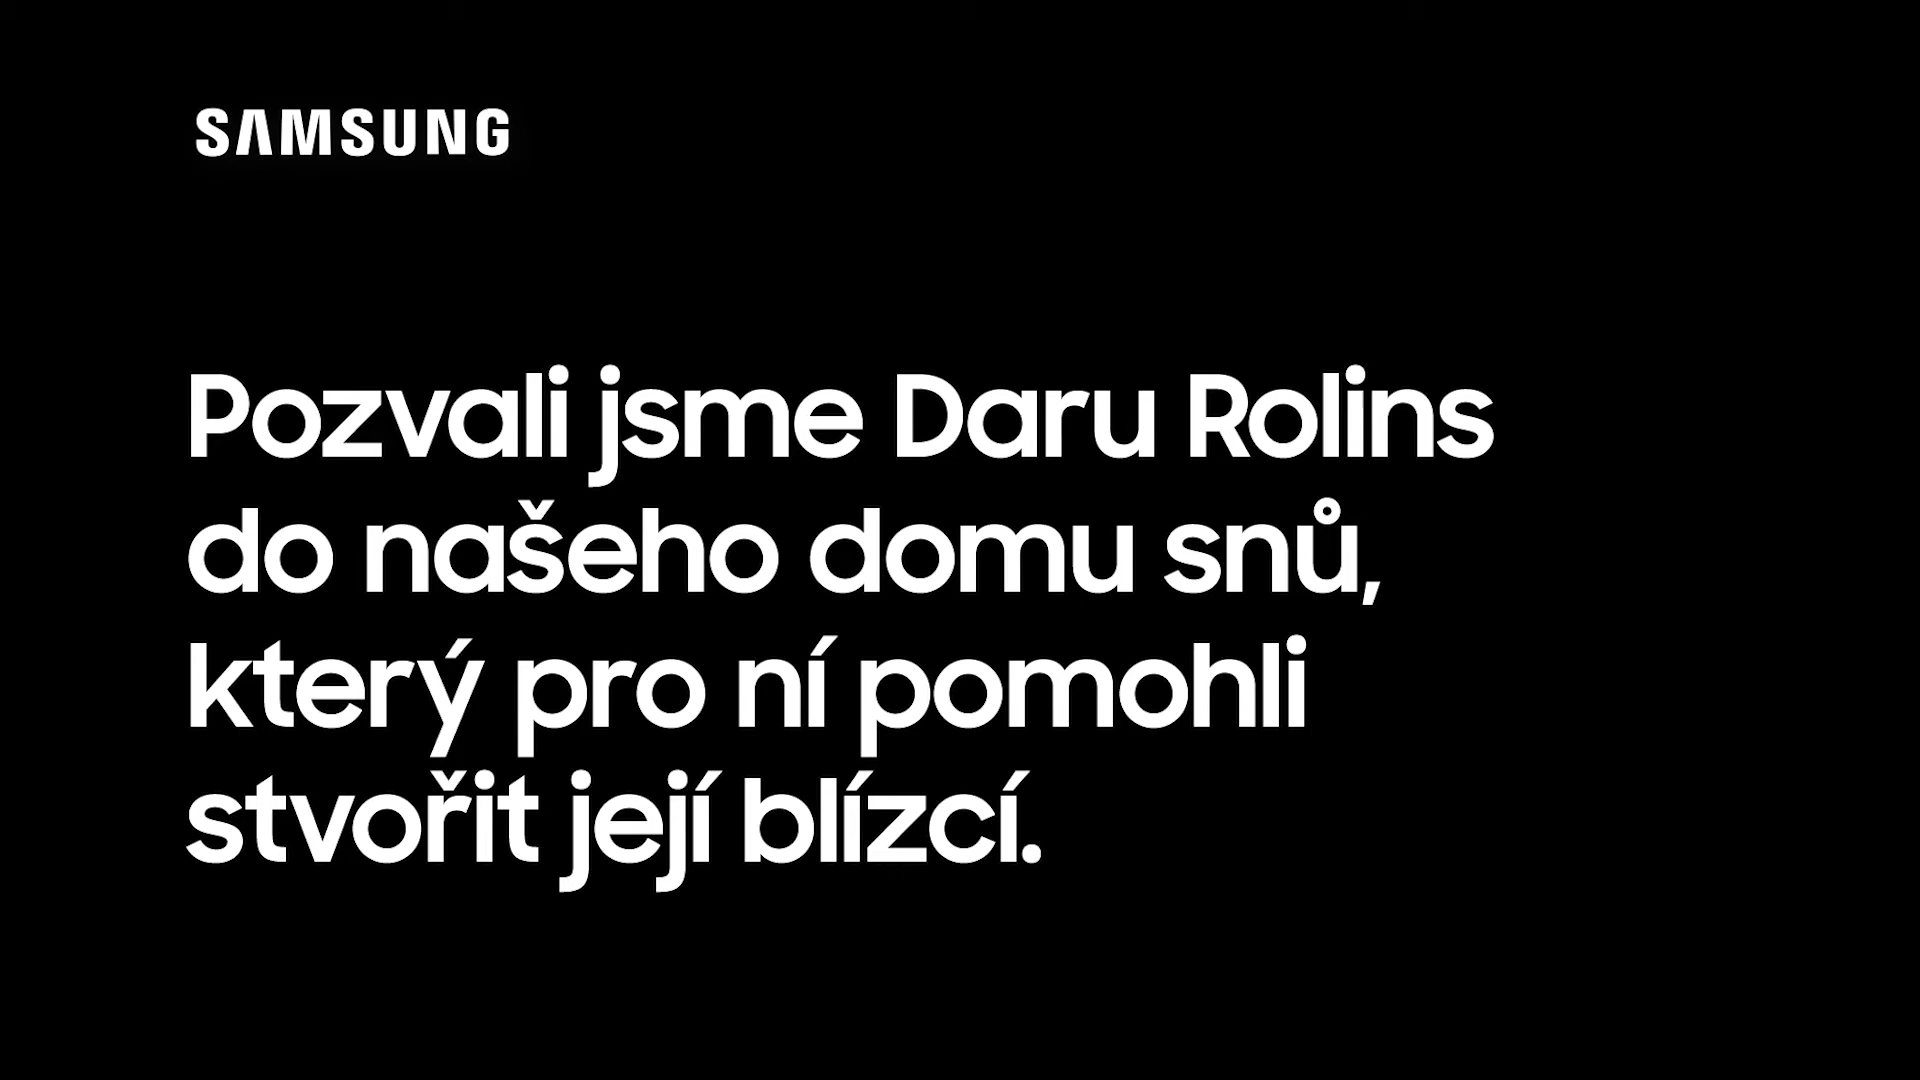 SAMSUNG
Pozvali jsme Daru Rolins
do našeho domu snů,
který pro ní pomohli
stvořit její blízcí.